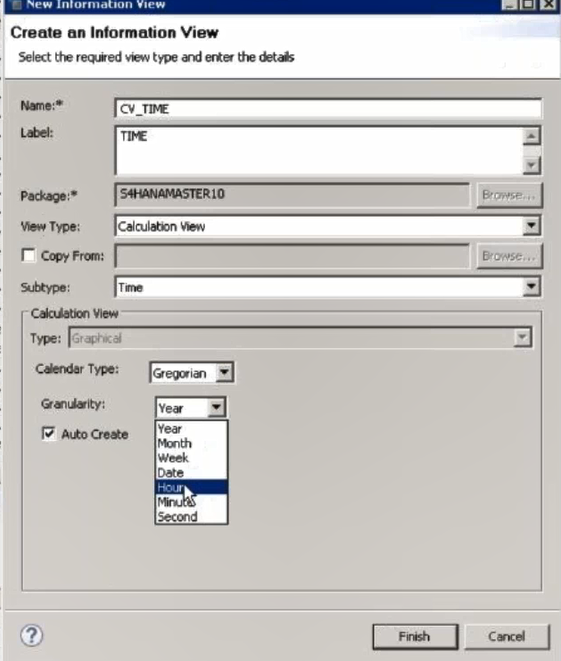 New Information View
Create an Information View
Select the required view type and enter the details
Name:* CV_TIME
Label: TIME
Package:* S4HANAMASTER10 Browse...
View Type: Calculation View
Copy From: Browse...
Subtype: Time
Calculation View
Type: Graphical
Calendar Type: Gregorian
Granularity: Year
Auto Create
Year
Month
Week
Date
Hour
Minute
Second
? Finish Cancel